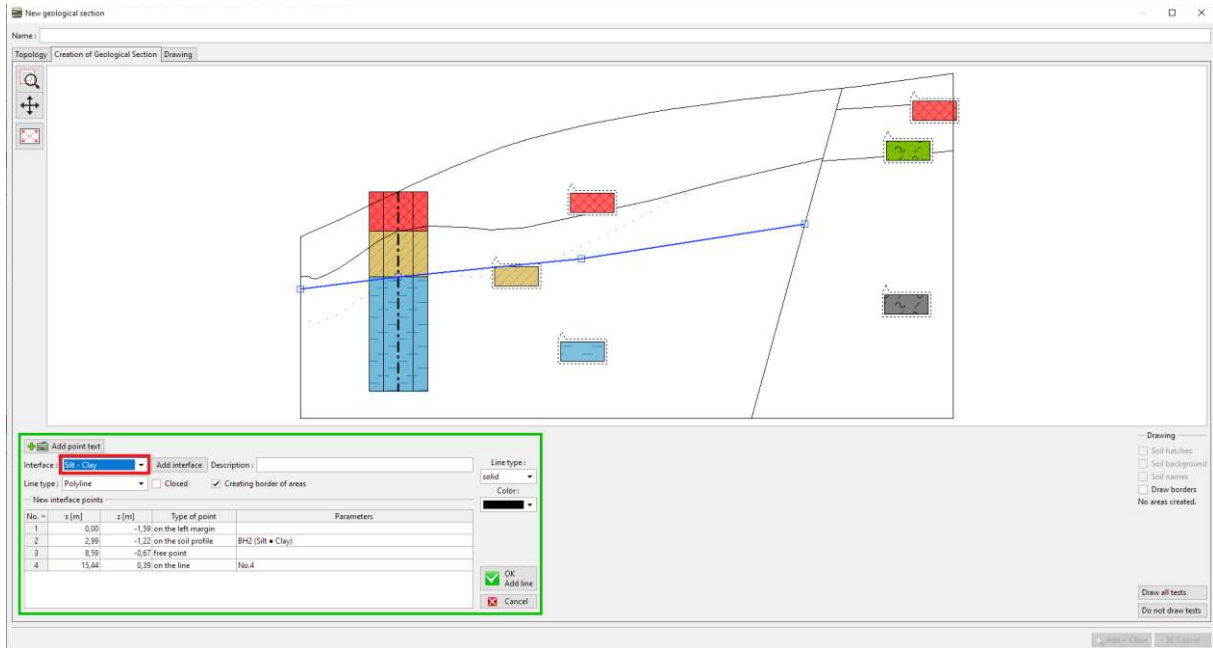 New geological section
Name :
Topology Creation of Geological Section Drawing
Add point text
Interface : Silt - Clay Add interface Description :
Line type : Polyline Closed Creating border of areas
New interface points
No. s [m] z [m] Type of point Parameters
1 0,00 -1,59 on the left margin
2 2,99 -1,22 on the soil profile BH2 (Silt ● Clay)
3 8,59 -0,67 free point
4 15,44 0,39 on the line No.4
Line type :
solid
Color :
OK
Add line
Cancel
Drawing
Soil hatches
Soil background
Soil names
Draw borders
No areas created.
Draw all tests
Do not draw tests
Add + Close Cancel